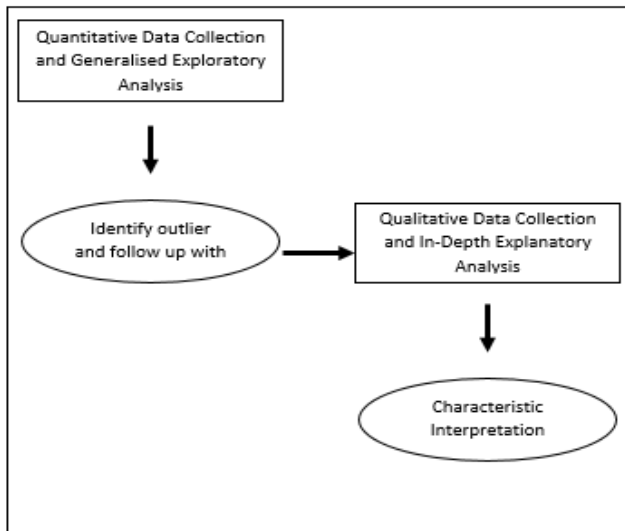 Quantitative Data Collection
and Generalised Exploratory
Analysis
Identify outlier
and follow up with
Qualitative Data Collection
and In-Depth Explanatory
Analysis
Characteristic
Interpretation